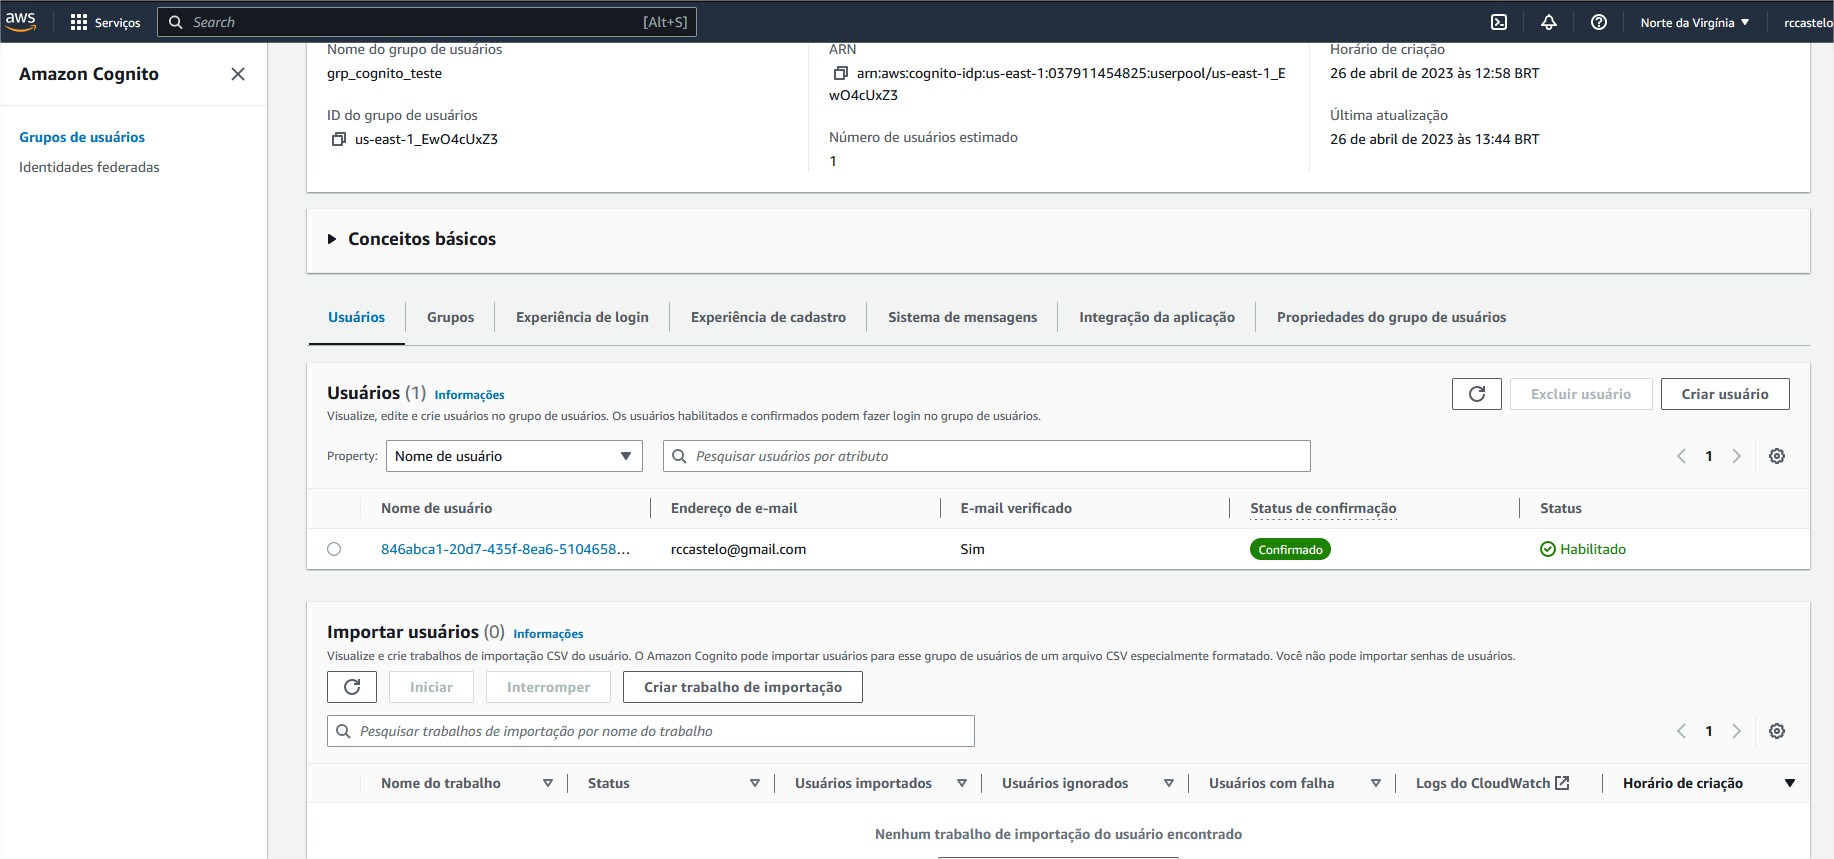 aws
Serviços
Search
[Alt+S]
Norte da Virgínia
rccastelo
Amazon Cognito
Grupos de usuários
Identidades federadas
Nome do grupo de usuários
grp_cognito_teste
ID do grupo de usuários
us-east-1_EwO4cUxZ3
ARN
arn:aws:cognito-idp:us-east-1:037911454825:userpool/us-east-1_E
wO4cUxZ3
Número de usuários estimado
1
Horário de criação
26 de abril de 2023 às 12:58 BRT
Última atualização
26 de abril de 2023 às 13:44 BRT
Conceitos básicos
Usuários
Grupos
Experiência de login
Experiência de cadastro
Sistema de mensagens
Integração da aplicação
Propriedades do grupo de usuários
Usuários (1) Informações
Visualize, edite e crie usuários no grupo de usuários. Os usuários habilitados e confirmados podem fazer login no grupo de usuários.
Excluir usuário
Criar usuário
Property:
Nome de usuário
Pesquisar usuários por atributo
1
Nome de usuário
Endereço de e-mail
E-mail verificado
Status de confirmação
Status
846abca1-20d7-435f-8ea6-5104658...
rccastelo@gmail.com
Sim
Confirmado
Habilitado
Importar usuários (0) Informações
Visualize e crie trabalhos de importação CSV do usuário. O Amazon Cognito pode importar usuários para esse grupo de usuários de um arquivo CSV especialmente formatado. Você não pode importar senhas de usuários.
Iniciar
Interromper
Criar trabalho de importação
Pesquisar trabalhos de importação por nome do trabalho
1
Nome do trabalho
Status
Usuários importados
Usuários ignorados
Usuários com falha
Logs do CloudWatch
Horário de criação
Nenhum trabalho de importação do usuário encontrado